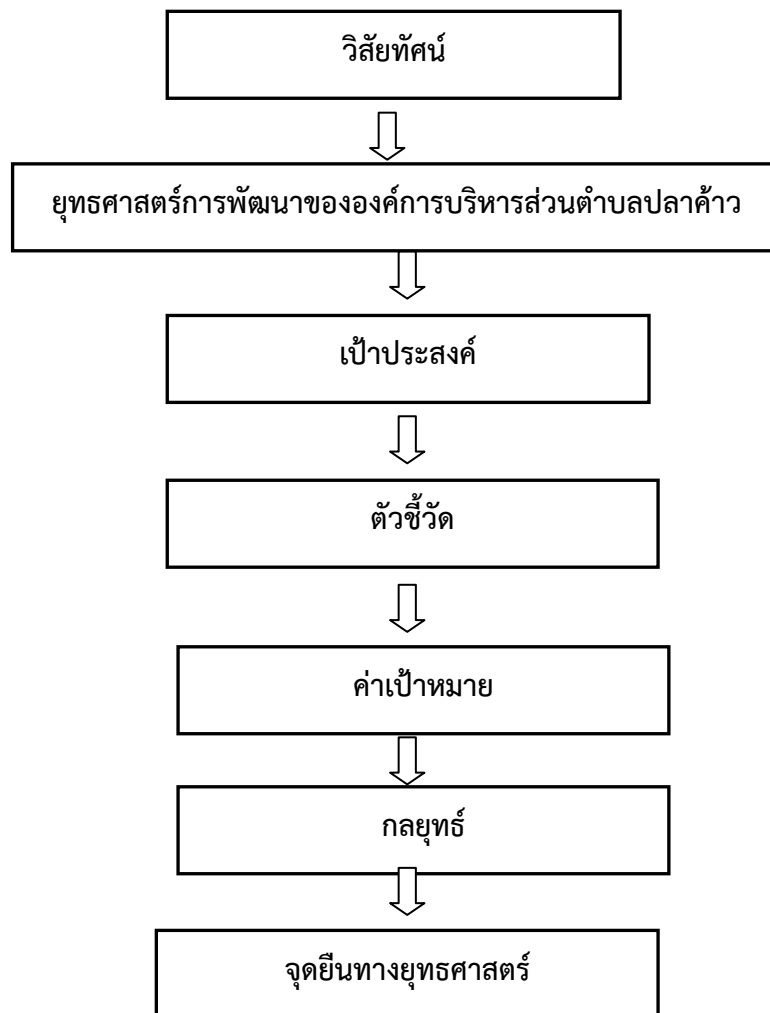 วิสัยทัศน์
ยุทธศาสตร์การพัฒนาขององค์การบริหารส่วนตำบลปลาค้าว
เป้าประสงค์
ตัวชี้วัด
ค่าเป้าหมาย
กลยุทธ์
จุดยืนทางยุทธศาสตร์